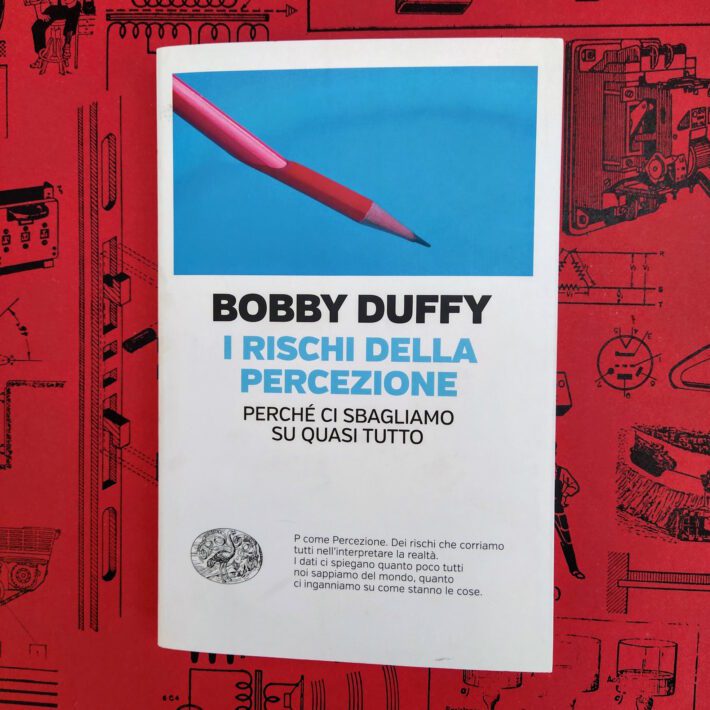 BOBBY DUFFY
I RISCHI DELLA
PERCEZIONE
PERCHÉ CI SBAGLIAMO
SU QUASI TUTTO
P come Percezione. Dei rischi che corriamo
tutti nell'interpretare la realtà.
I dati ci spiegano quanto poco tutti
noi sappiamo del mondo, quanto
ci inganniamo su come stanno le cose.